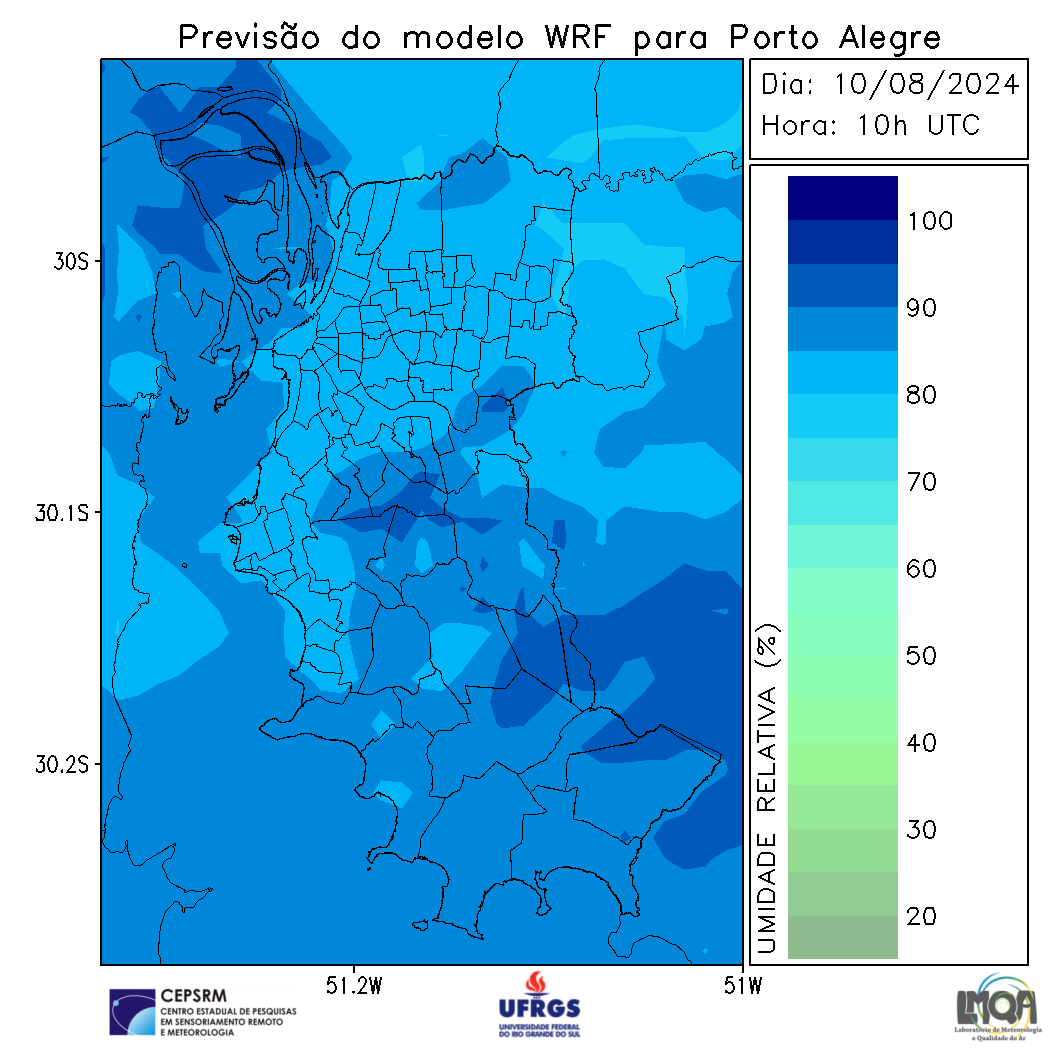 Previsão do modelo WRF para Porto Alegre
Dia: 10/08/2024
Hora: 10h UTC
100
90
80
70
60
50
40
30
20
UMIDADE RELATIVA (%)
30S
30.1S
30.2S
51.2W
51W
CEPSRM
CENTRO ESTADUAL DE PESQUISAS
EM SENSORIAMENTO REMOTO
E METEOROLOGIA
UFRGS
UNIVERSIDADE FEDERAL
DO RIO GRANDE DO SUL
LMQA
Laboratório de Meteorologia
e Qualidade do Ar